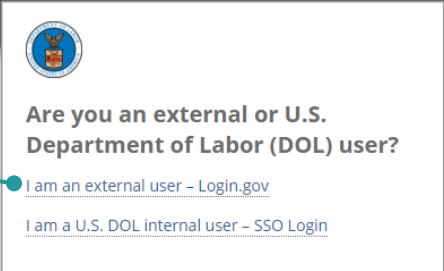 Are you an external or U.S.
Department of Labor (DOL) user?
I am an external user – Login.gov
I am a U.S. DOL internal user – SSO Login